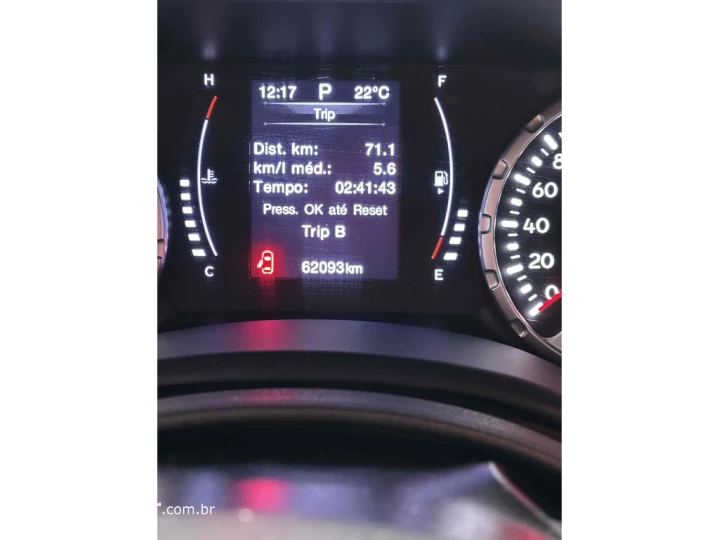 H
F
12:17 P 22°C
Trip
Dist. km: 71.1
km/l méd.: 5.6
Tempo: 02:41:43
Press. OK até Reset
Trip B
62093km
C
E
8
60
40
20
0
.com.br